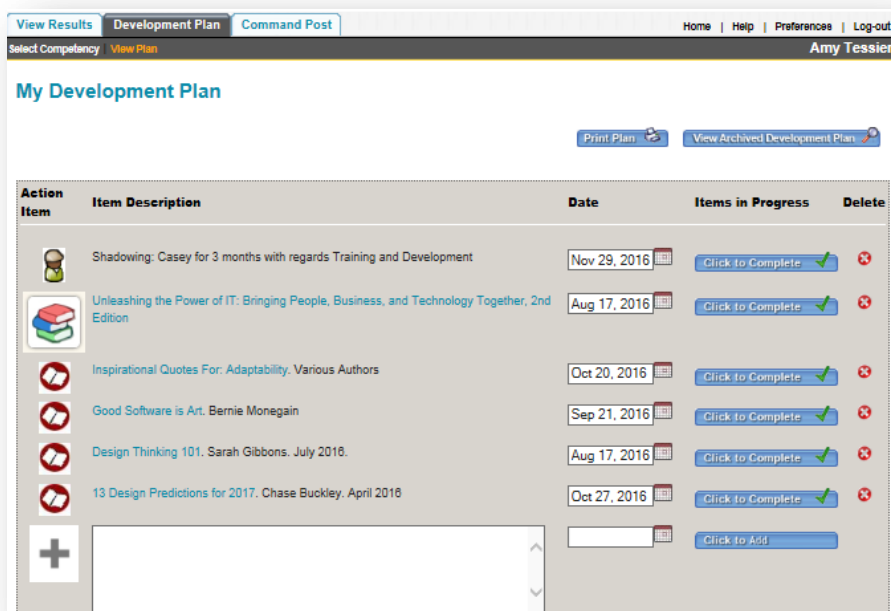 View Results Development Plan Command Post Home | Help | Preferences | Log-out
Select Competency View Plan Amy Tessier
My Development Plan
Print Plan View Archived Development Plan
Action Item Item Description Date Items in Progress Delete
Shadowing: Casey for 3 months with regards Training and Development Nov 29, 2016 Click to Complete
Unleashing the Power of IT: Bringing People, Business, and Technology Together, 2nd Aug 17, 2016 Click to Complete
Edition
Inspirational Quotes For: Adaptability. Various Authors Oct 20, 2016 Click to Complete
Good Software is Art. Bernie Monegain Sep 21, 2016 Click to Complete
Design Thinking 101. Sarah Gibbons. July 2016. Aug 17, 2016 Click to Complete
13 Design Predictions for 2017. Chase Buckley. April 2016 Oct 27, 2016 Click to Complete
Click to Add